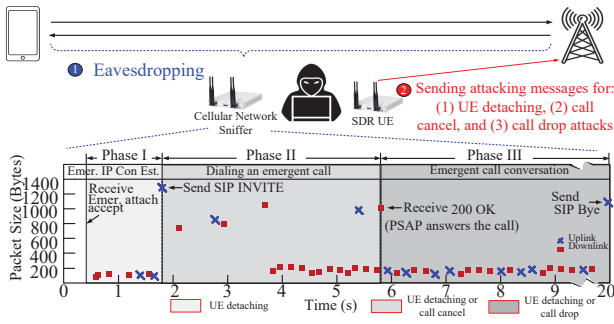 1 Eavesdropping
2 Sending attacking messages for:
(1) UE detaching, (2) call
cancel, and (3) call drop attacks
Cellular Network
Sniffer
SDR UE
Phase I
Phase II
Phase III
Emer. IP Con Est.
Dialing an emergent call
Emergent call conversation
Packet Size (Bytes)
1400
1200
1000
800
600
400
200
Receive
Emer. attach
accept
Send SIP INVITE
Receive 200 OK
(PSAP answers the call)
Send
SIP Bye
Uplink
Downlink
0 1 2 3 4 5 6 7 8 9 20
Time (s)
UE detaching
UE detaching or
call cancel
UE detaching or
call drop